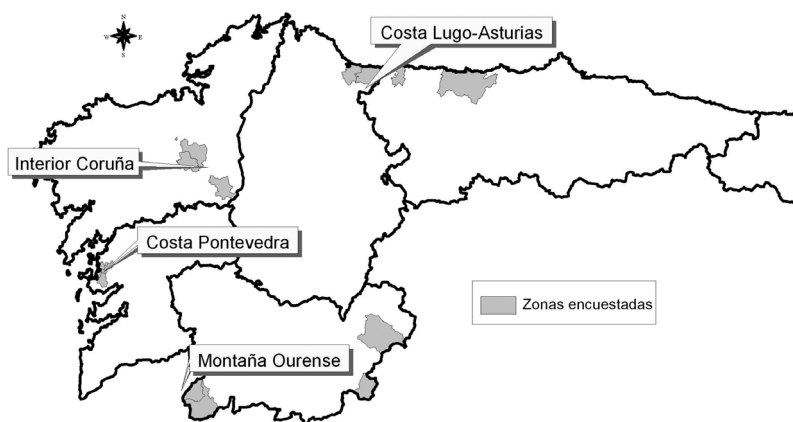 N
W E
S
Costa Lugo-Asturias
Interior Coruña
Costa Pontevedra
Zonas encuestadas
Montaña Ourense